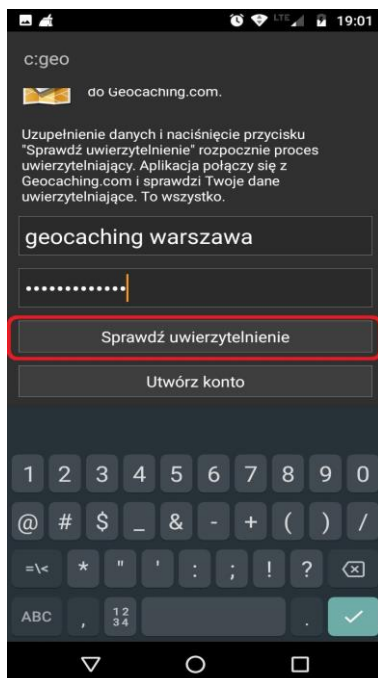 LTE 19:01
c:geo
do Geocaching.com.
Uzupełnienie danych i naciśnięcie przycisku
"Sprawdź uwierzytelnienie" rozpocznie proces
uwierzytelniający. Aplikacja połączy się z
Geocaching.com i sprawdzi Twoje dane
uwierzytelniające. To wszystko.
geocaching warszawa
•••••••••••••
Sprawdź uwierzytelnienie
Utwórz konto
1 2 3 4 5 6 7 8 9 0
@ # $ _ & - + ( ) /
=\< * " ' : ; ! ?
ABC , 12 34 .